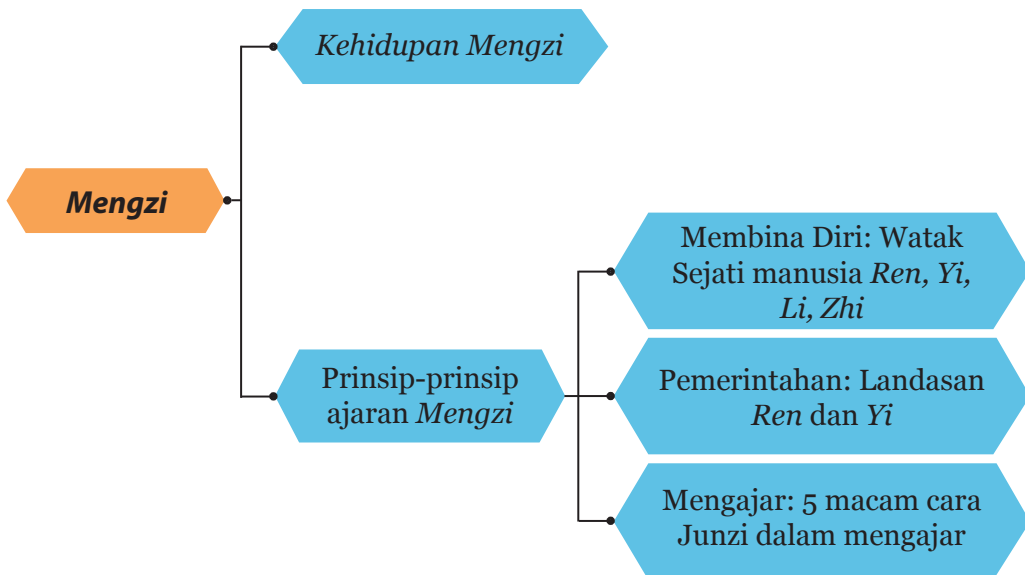 Kehidupan Mengzi
Mengzi
Membina Diri: Watak
Sejati manusia Ren, Yi,
Li, Zhi
Prinsip-prinsip
ajaran Mengzi
Pemerintahan: Landasan
Ren dan Yi
Mengajar: 5 macam cara
Junzi dalam mengajar